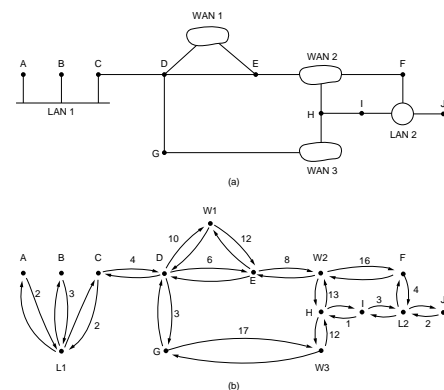 WAN 1
A B C D E WAN 2 F
H I J
LAN 1 LAN 2
G WAN 3
(a)
W1
A B C 4 D 10 12 6 E 8 W2 16 F
2 3 2 3 13 4
H I 3 L2 J
1 2
L1 G 17 12 W3
(b)